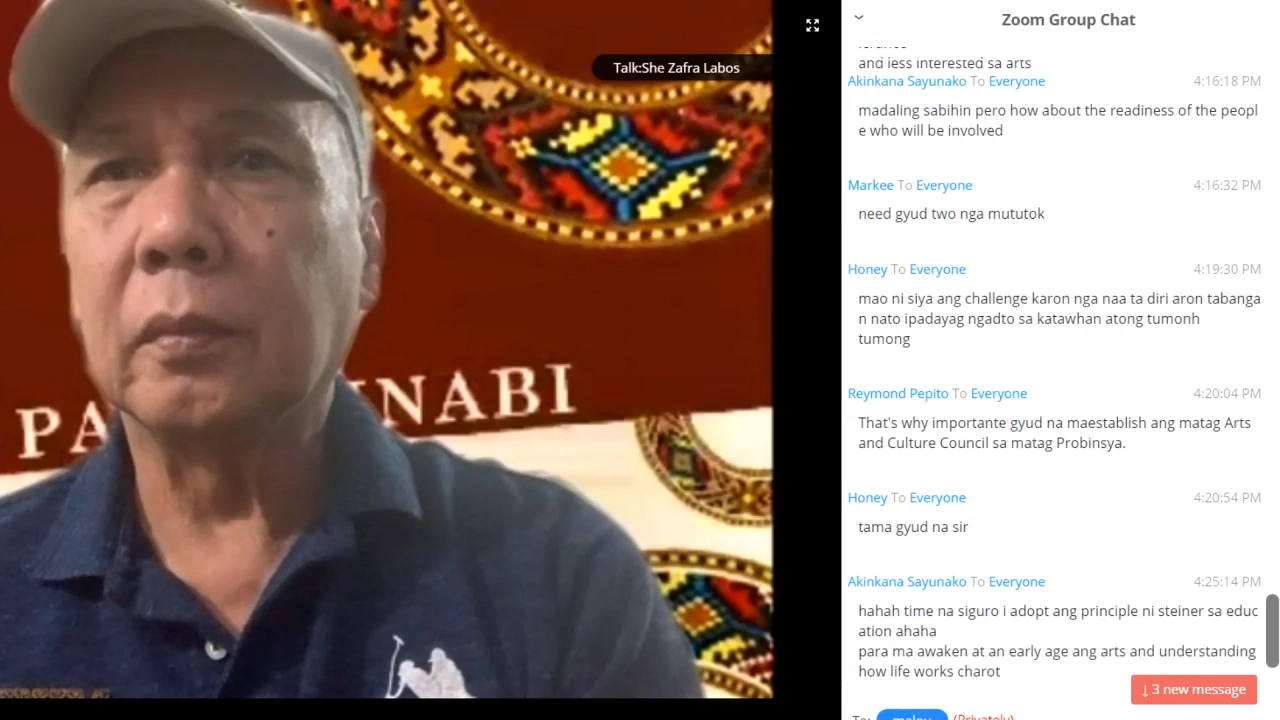 Talk:She Zafra Labos
PA
NNABI
Zoom Group Chat
and iess interested sa arts
Akinkana Sayunako To Everyone 4:16:18 PM
madaling sabihin pero how about the readiness of the peopl
e who will be involved
Markee To Everyone 4:16:32 PM
need gyud two nga mututok
Honey To Everyone 4:19:30 PM
mao ni siya ang challenge karon nga naa ta diri aron tabanga
n nato ipadayag ngadto sa katawhan atong tumonh
tumong
Reymond Pepito To Everyone 4:20:04 PM
That's why importante gyud na maestablish ang matag Arts
and Culture Council sa matag Probinsya.
Honey To Everyone 4:20:54 PM
tama gyud na sir
Akinkana Sayunako To Everyone 4:25:14 PM
hahah time na siguro i adopt ang principle ni steiner sa educ
ation ahaha
para ma awaken at an early age ang arts and understanding
how life works charot
↓ 3 new message
To: (Privately)